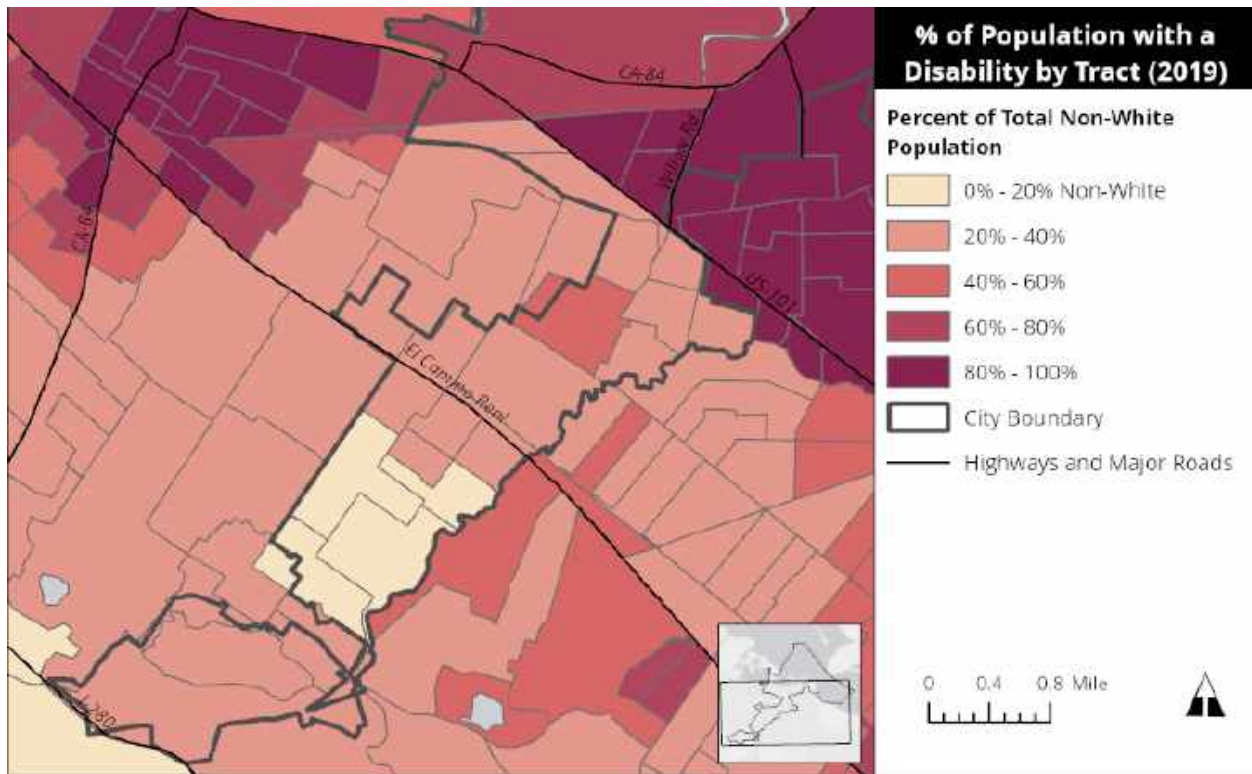 % of Population with a
Disability by Tract (2019)
Percent of Total Non-White
Population
0% - 20% Non-White
20% - 40%
40% - 60%
60% - 80%
80% - 100%
City Boundary
Highways and Major Roads
0 0.4 0.8 Mile
CA-84
Willow Rd
CA-84
US-101
El Camino Real
I-280